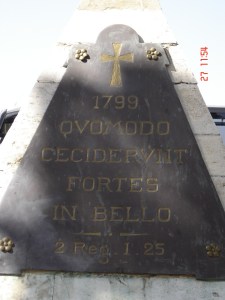 1799
QVOMODO
CECIDERVNT
FORTES
IN BELLO
2 Reg. I. 25
27 11:54